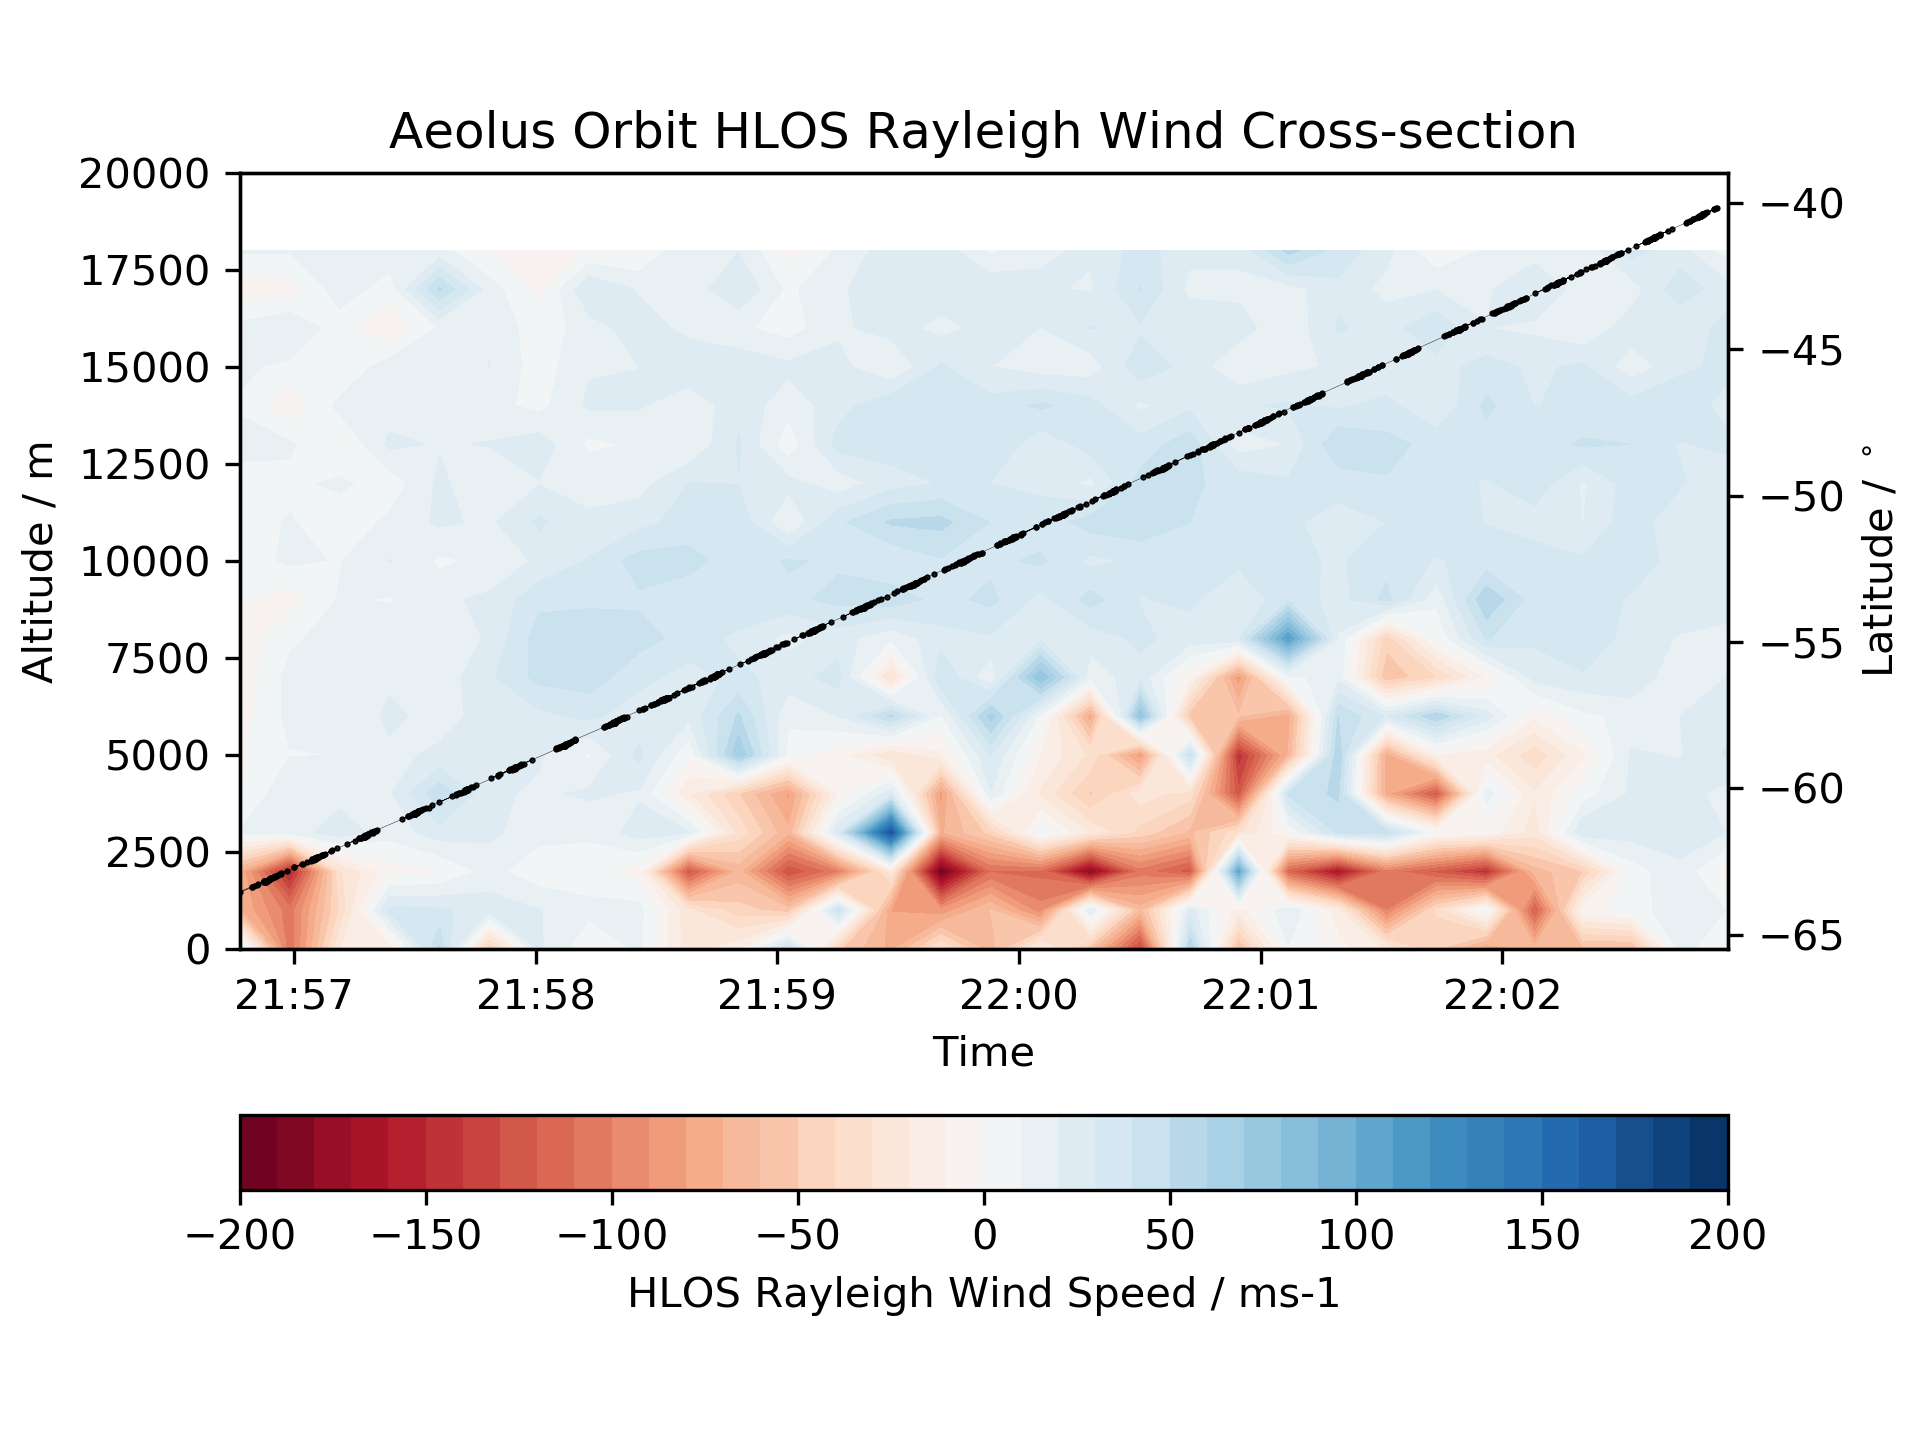 Aeolus Orbit HLOS Rayleigh Wind Cross-section
20000
17500
15000
12500
10000
7500
5000
2500
0
Altitude / m
−40
−45
−50
−55
−60
−65
Latitude / °
21:57 21:58 21:59 22:00 22:01 22:02
Time
−200 −150 −100 −50 0 50 100 150 200
HLOS Rayleigh Wind Speed / ms-1